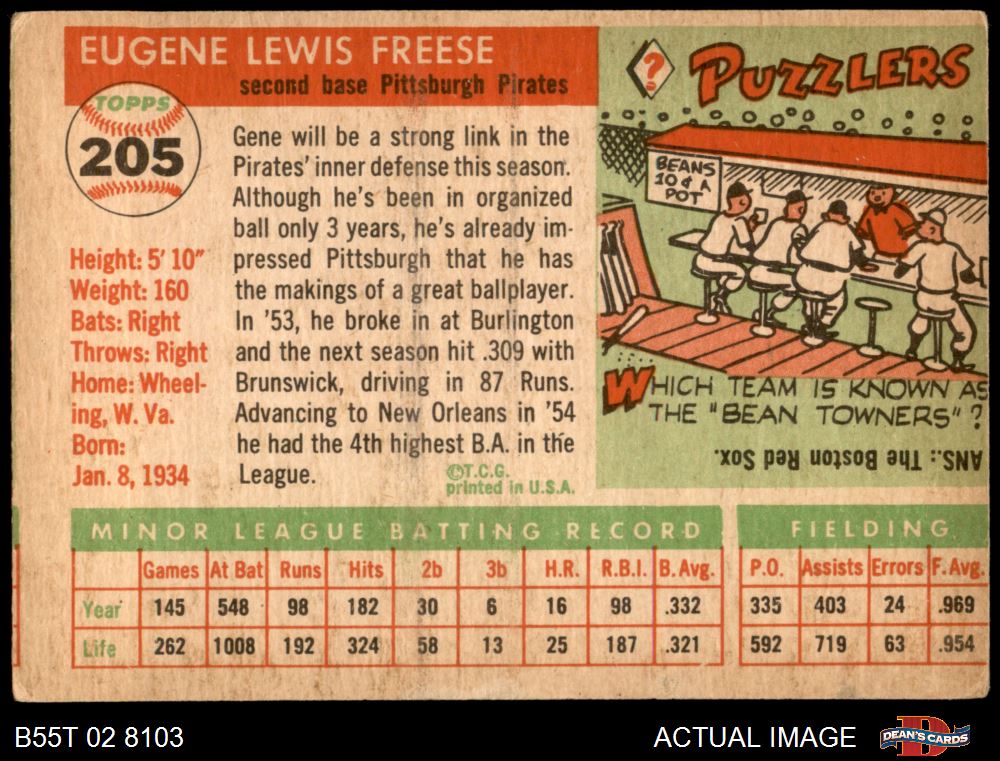 EUGENE LEWIS FREESE
second base Pittsburgh Pirates
TOPPS
205
Height: 5' 10"
Weight: 160
Bats: Right
Throws: Right
Home: Wheel-
ing, W. Va.
Born:
Jan. 8, 1934
Gene will be a strong link in the
Pirates' inner defense this season.
Although he's been in organized
ball only 3 years, he's already im-
pressed Pittsburgh that he has
the makings of a great ballplayer.
In '53, he broke in at Burlington
and the next season hit .309 with
Brunswick, driving in 87 Runs.
Advancing to New Orleans in '54
he had the 4th highest B.A. in the
League.
©T.C.G.
printed in U.S.A.
?
PUZZLERS
BEANS
10¢ A
POT
WHICH TEAM IS KNOWN AS
THE "BEAN TOWNERS"?
ANS.: The Boston Red Sox.
MINOR LEAGUE BATTING RECORD FIELDING
Games At Bat Runs Hits 2b 3b H.R. R.B.I. B. Avg. P.O. Assists Errors F. Avg.
Year 145 548 98 182 30 6 16 98 .332 335 403 24 .969
Life 262 1008 192 324 58 13 25 187 .321 592 719 63 .954
B55T 02 8103 ACTUAL IMAGE DEAN'S CARDS